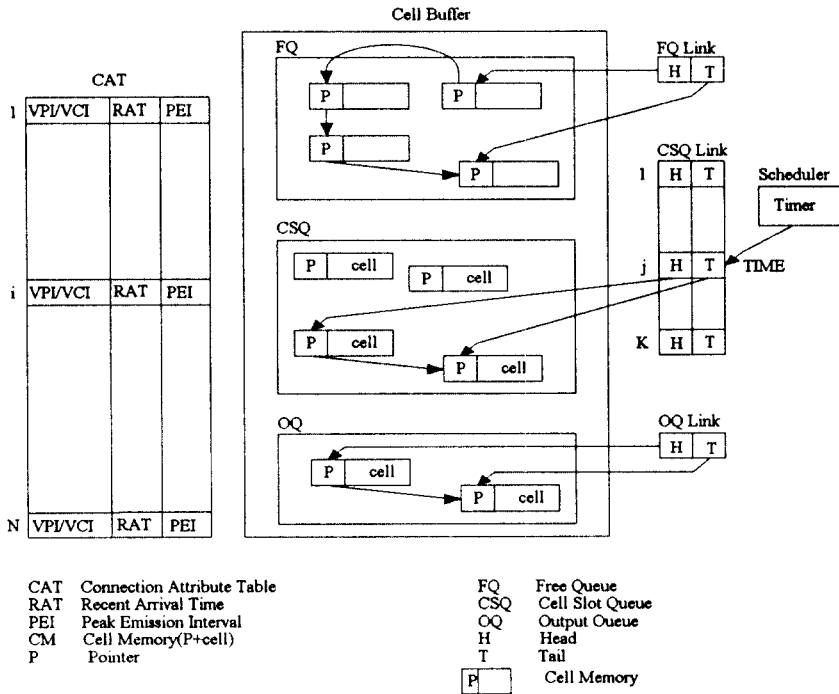 Cell Buffer
FQ
FQ Link
CAT
H T
P
P
1 VPI/VCI RAT PEI
P
CSQ Link
P
1 H T
Scheduler
Timer
CSQ
P cell
P cell
j H T TIME
i VPI/VCI RAT PEI
P cell
K H T
P cell
OQ
OQ Link
H T
P cell
P cell
N VPI/VCI RAT PEI
CAT Connection Attribute Table
RAT Recent Arrival Time
PEI Peak Emission Interval
CM Cell Memory(P+cell)
P Pointer
FQ Free Queue
CSQ Cell Slot Queue
OQ Output Queue
H Head
T Tail
P Cell Memory